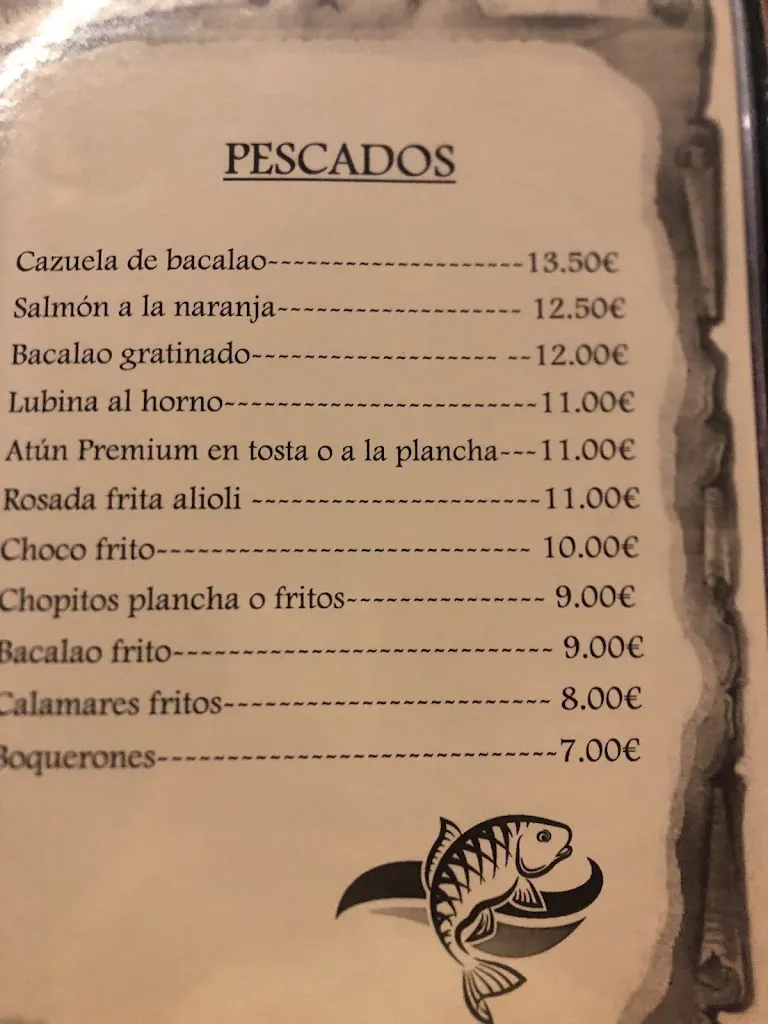 PESCADOS
Cazuela de bacalao-------------------13.50€
Salmón a la naranja------------------ 12.50€
Bacalao gratinado------------------ --12.00€
Lubina al horno-----------------------11.00€
Atún Premium en tosta o a la plancha---11.00€
Rosada frita alioli ---------------------11.00€
Choco frito---------------------------- 10.00€
Chopitos plancha o fritos--------------- 9.00€
Bacalao frito---------------------------- 9.00€
Calamares fritos------------------------ 8.00€
Boquerones-----------------------------7.00€